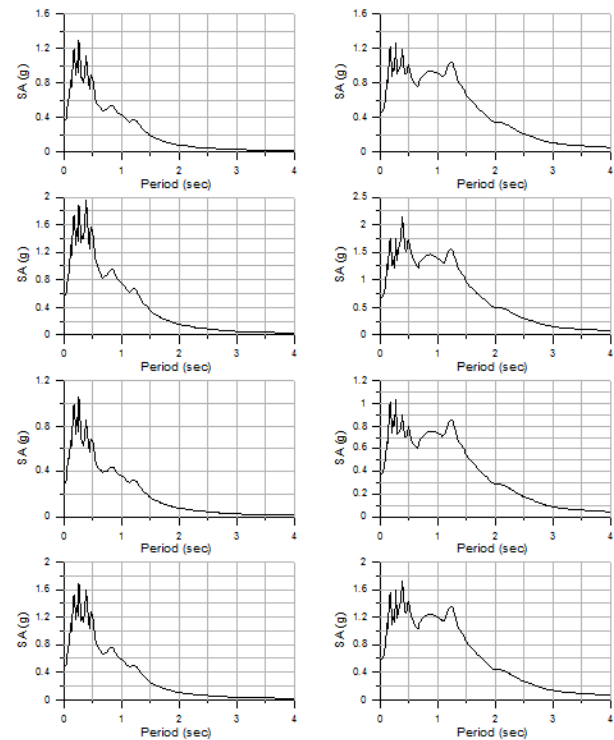 1.6 1.6
1.2 1.2
SA (g) 0.8 SA (g) 0.8
0.4 0.4
0 0
0 1 2 3 4 0 1 2 3 4
Period (sec) Period (sec)
2 2.5
1.6 2
1.2 1.5
SA (g) SA (g)
0.8 1
0.4 0.5
0 0
0 1 2 3 4 0 1 2 3 4
Period (sec) Period (sec)
1.2 1.2
1
0.8 0.8
SA (g) SA (g) 0.6
0.4 0.4
0.2
0 0
0 1 2 3 4 0 1 2 3 4
Period (sec) Period (sec)
2 2
1.6 1.6
1.2 1.2
SA (g) SA (g)
0.8 0.8
0.4 0.4
0 0
0 1 2 3 4 0 1 2 3 4
Period (sec) Period (sec)